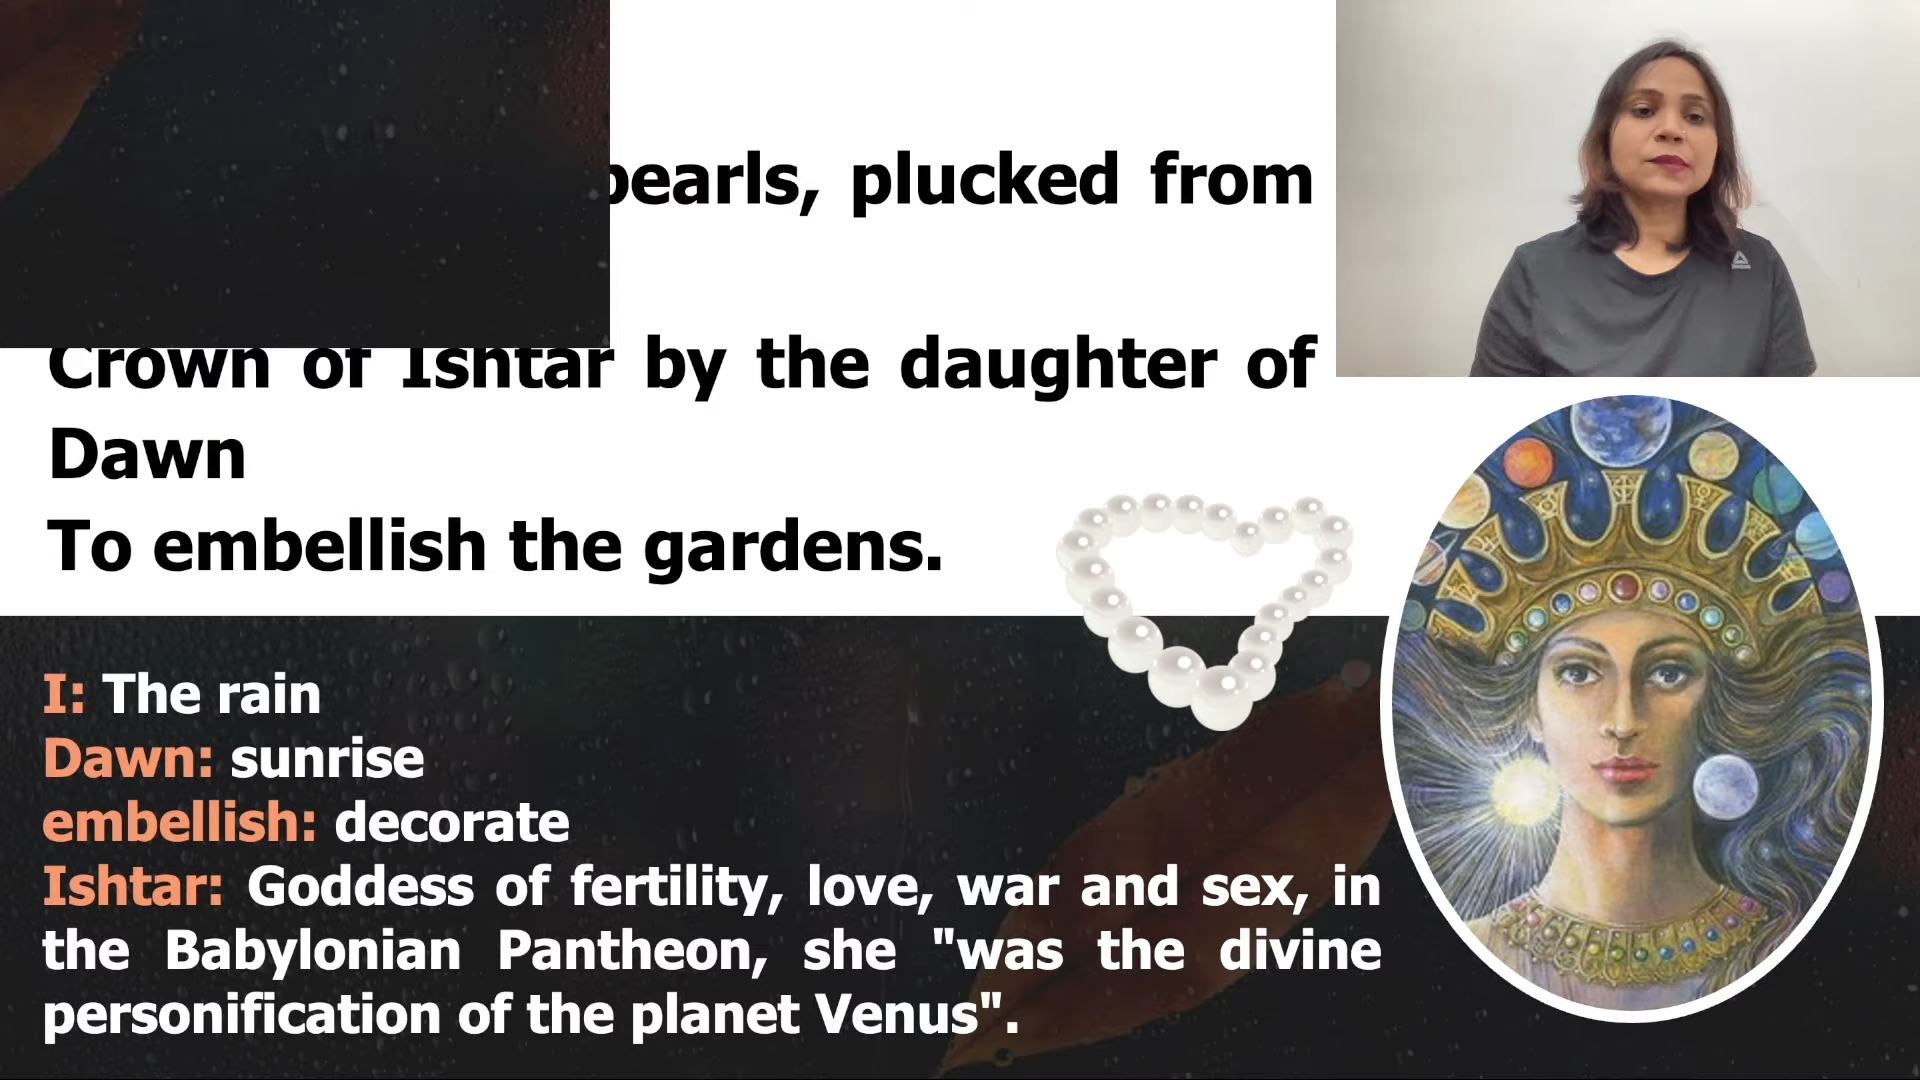 pearls, plucked from
Crown of Ishtar by the daughter of
Dawn
To embellish the gardens.
I: The rain
Dawn: sunrise
embellish: decorate
Ishtar: Goddess of fertility, love, war and sex, in
the Babylonian Pantheon, she "was the divine
personification of the planet Venus".